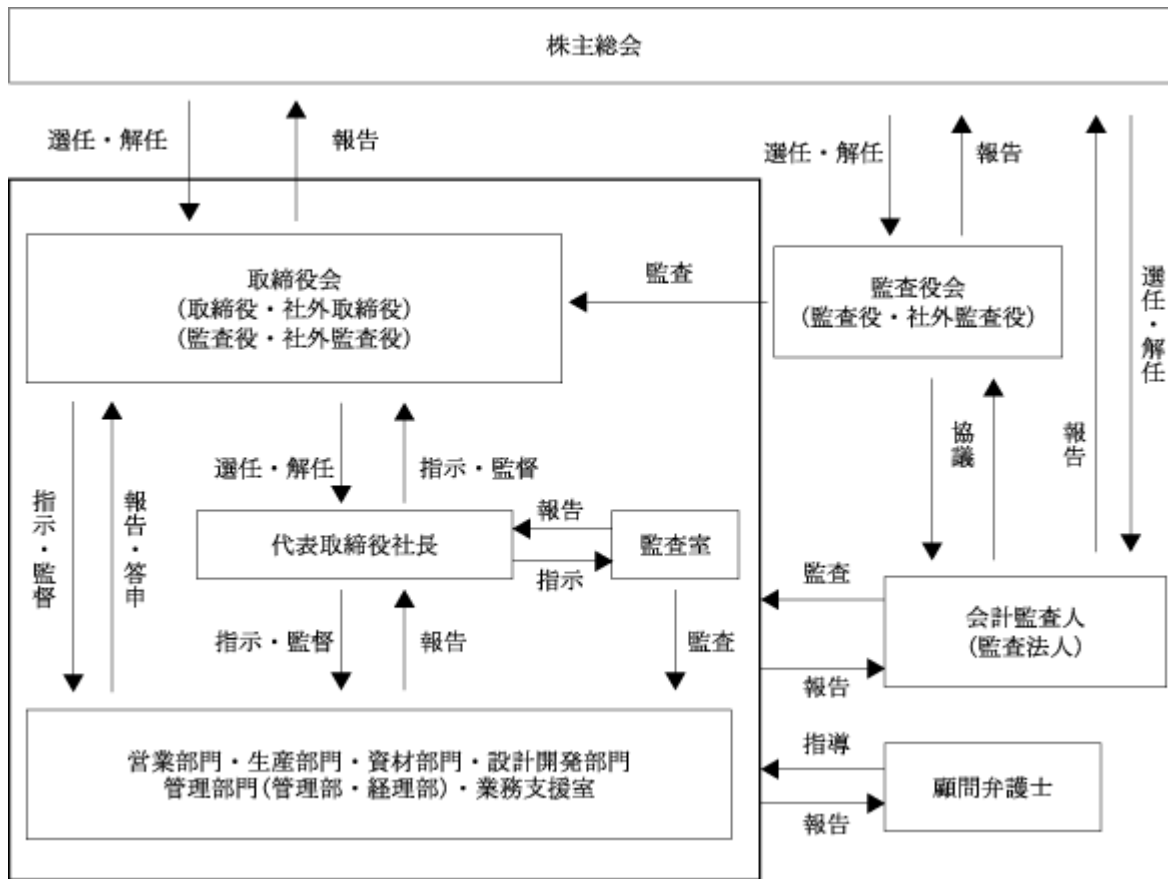 株主総会
選任・解任
報告
選任・解任
報告
取締役会
(取締役・社外取締役)
(監査役・社外監査役)
監査
監査役会
(監査役・社外監査役)
選任・解任
報告
協議
選任・解任
指示・監督
指示・監督
報告・答申
代表取締役社長
報告
指示
監査室
監査
会計監査人
(監査法人)
報告
指示・監督
報告
監査
営業部門・生産部門・資材部門・設計開発部門
管理部門(管理部・経理部)・業務支援室
指導
顧問弁護士
報告